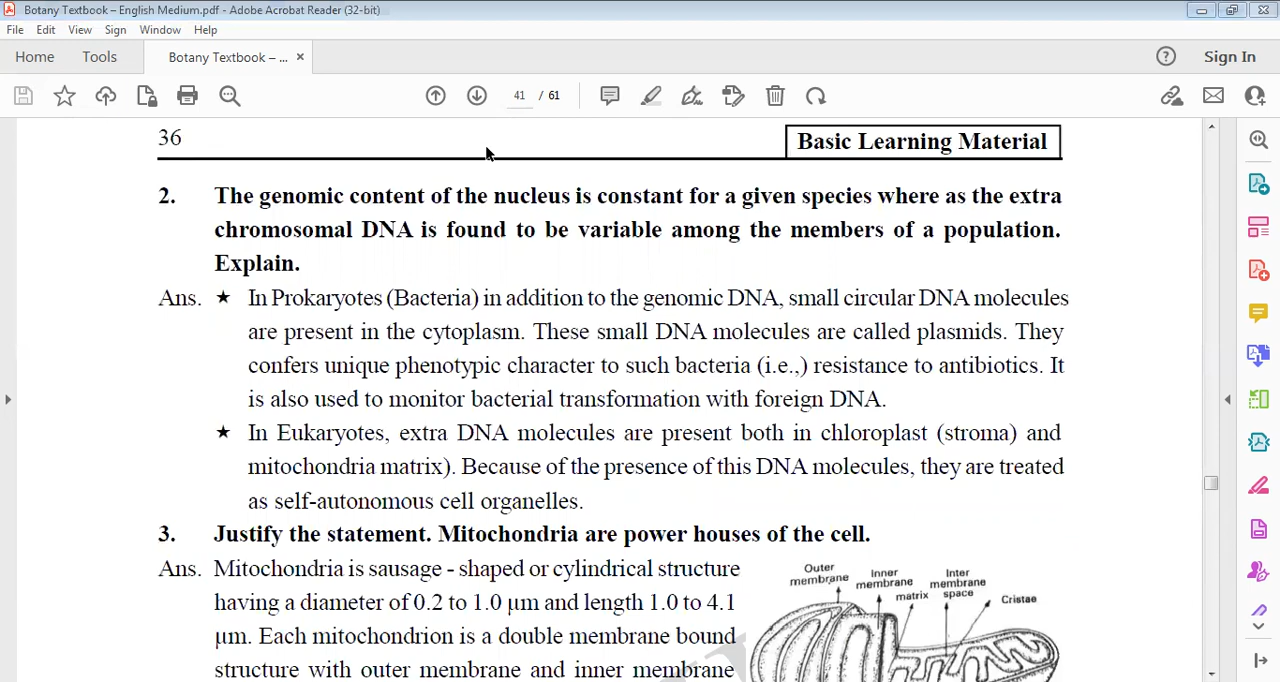 Botany Textbook – English Medium.pdf - Adobe Acrobat Reader (32-bit)
File Edit View Sign Window Help
Home Tools Botany Textbook – ... × Sign In
41 / 61
36 Basic Learning Material
2. The genomic content of the nucleus is constant for a given species where as the extra
chromosomal DNA is found to be variable among the members of a population.
Explain.
Ans. ★ In Prokaryotes (Bacteria) in addition to the genomic DNA, small circular DNA molecules
are present in the cytoplasm. These small DNA molecules are called plasmids. They
confers unique phenotypic character to such bacteria (i.e.,) resistance to antibiotics. It
is also used to monitor bacterial transformation with foreign DNA.
★ In Eukaryotes, extra DNA molecules are present both in chloroplast (stroma) and
mitochondria matrix). Because of the presence of this DNA molecules, they are treated
as self-autonomous cell organelles.
3. Justify the statement. Mitochondria are power houses of the cell.
Ans. Mitochondria is sausage - shaped or cylindrical structure
having a diameter of 0.2 to 1.0 μm and length 1.0 to 4.1
μm. Each mitochondrion is a double membrane bound
structure with outer membrane and inner membrane
Outer
membrane
Inner
membrane
matrix
Inter
membrane
space
Cristae